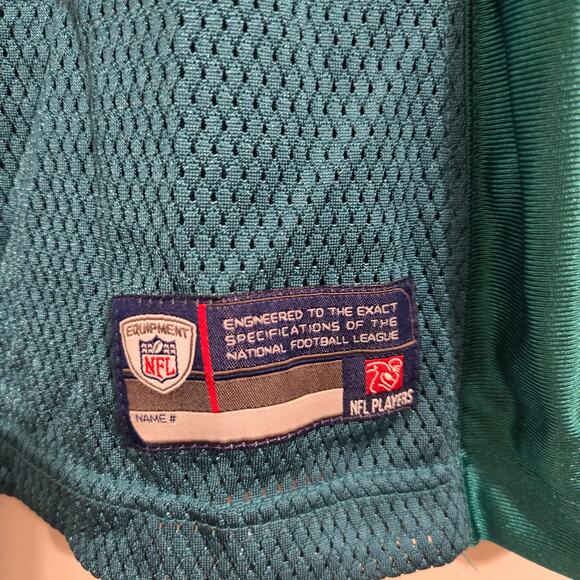 EQUIPMENT
NFL
ENGINEERED TO THE EXACT
SPECIFICATIONS OF THE
NATIONAL FOOTBALL LEAGUE
NAME #
NFL PLAYERS